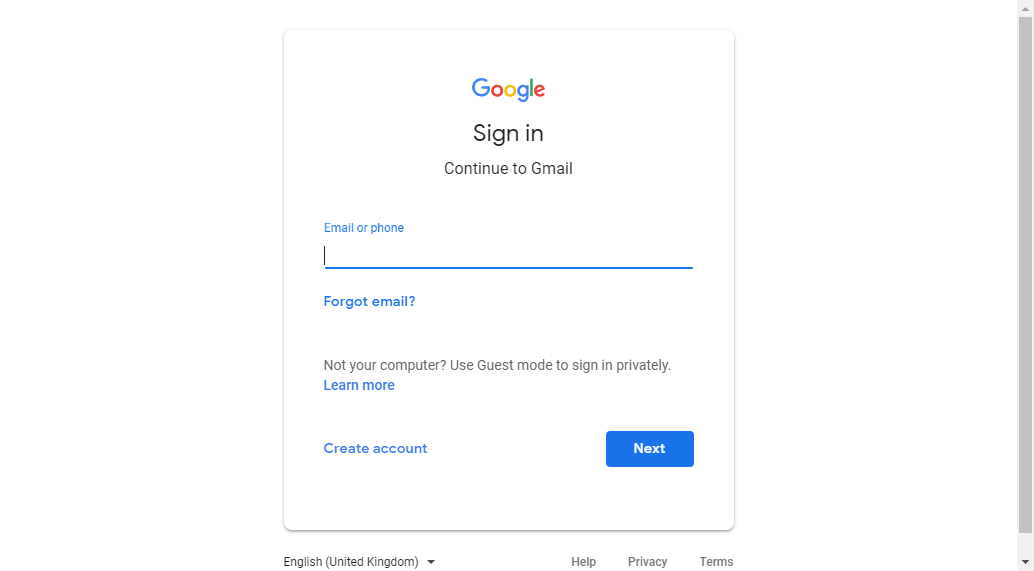 Google
Sign in
Continue to Gmail
Email or phone
Forgot email?
Not your computer? Use Guest mode to sign in privately.
Learn more
Create account
Next
English (United Kingdom)
Help
Privacy
Terms